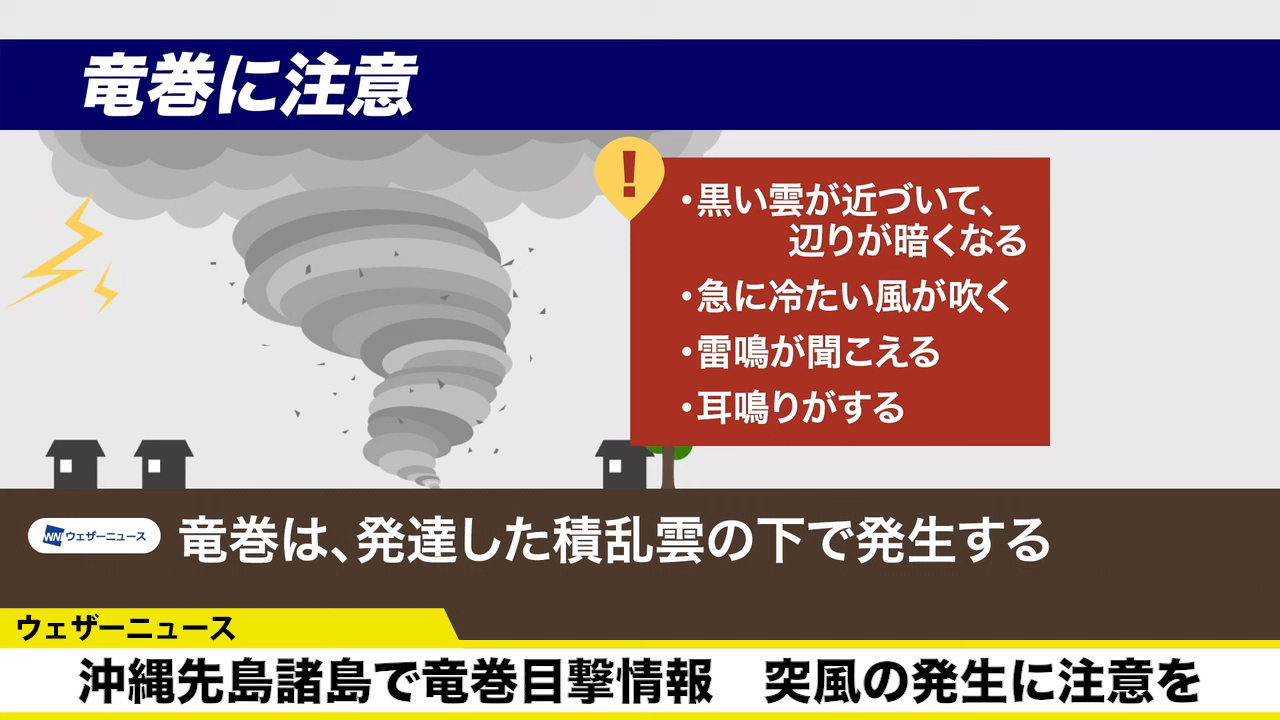 竜巻に注意
!
・黒い雲が近づいて、
辺りが暗くなる
・急に冷たい風が吹く
・雷鳴が聞こえる
・耳鳴りがする
WNI ウェザーニュース
竜巻は、発達した積乱雲の下で発生する
ウェザーニュース
沖縄先島諸島で竜巻目撃情報　突風の発生に注意を